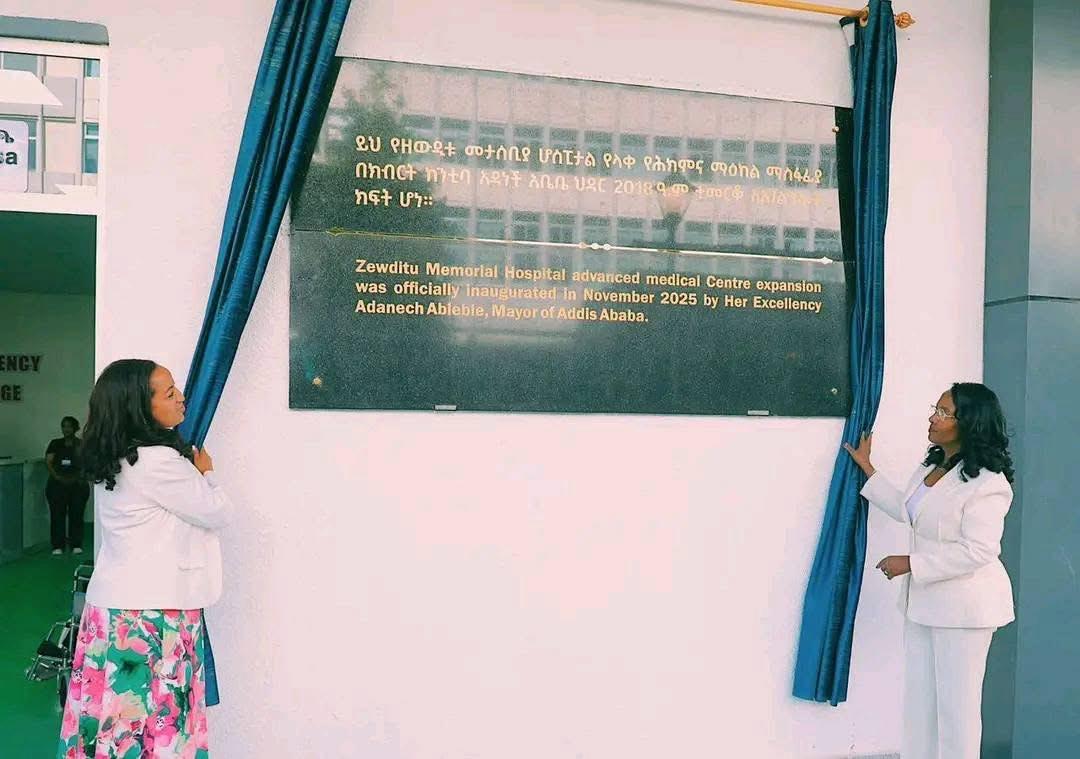 ይህ የዘውዲቱ መታሰቢያ ሆስፒታል የላቀ የሕክምና ማዕከል ማስፋፊያ
በክብርት ከንቲባ አዳነች አቤቤ ህዳር 2018 ዓ.ም ተመርቆ
ክፍት ሆነ።
Zewditu Memorial Hospital advanced medical Centre expansion
was officially inaugurated in November 2025 by Her Excellency
Adanech Abiebie, Mayor of Addis Ababa.
ENCY
GE